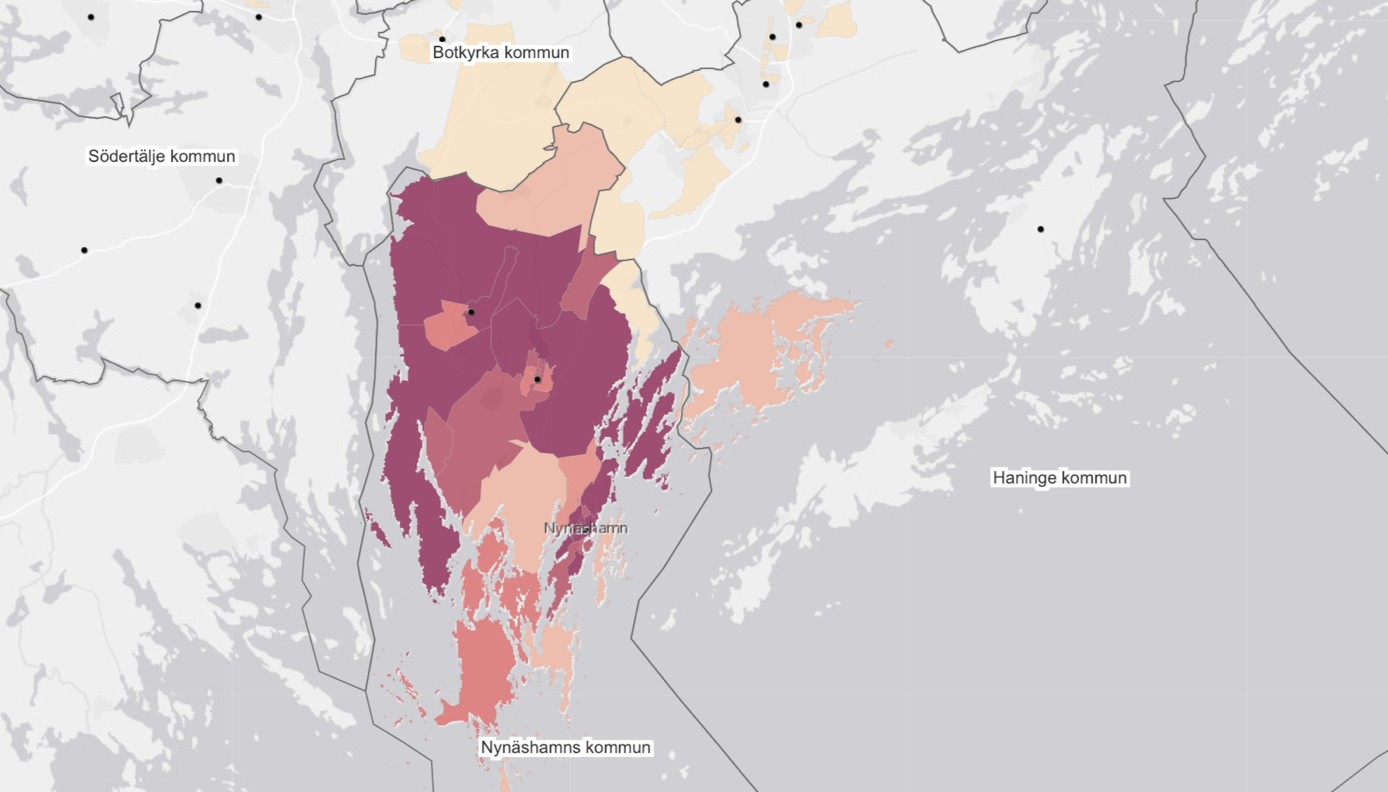 Botkyrka kommun
Södertälje kommun
Haninge kommun
Nynäshamn
Nynäshamns kommun